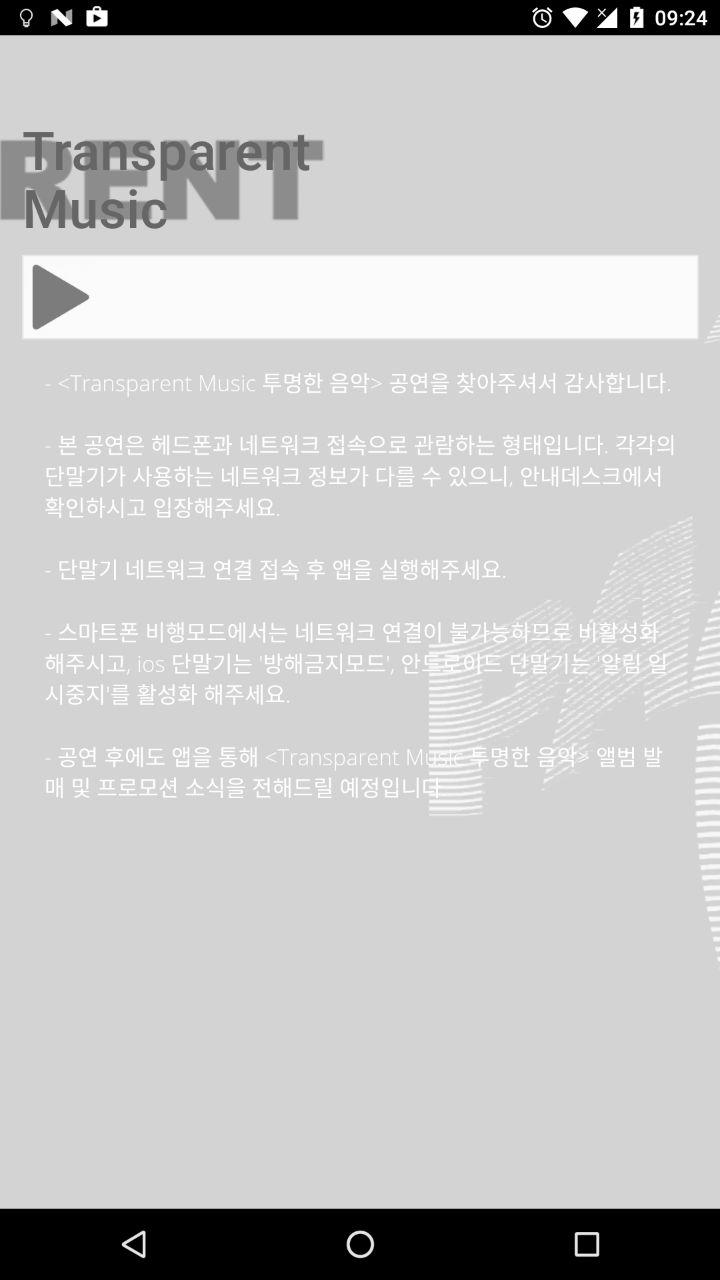 09:24
RENT
Transparent
Music
- <Transparent Music 투명한 음악> 공연을 찾아주셔서 감사합니다.
- 본 공연은 헤드폰과 네트워크 접속으로 관람하는 형태입니다. 각각의
단말기가 사용하는 네트워크 정보가 다를 수 있으니, 안내데스크에서
확인하시고 입장해주세요.
- 단말기 네트워크 연결 접속 후 앱을 실행해주세요.
- 스마트폰 비행모드에서는 네트워크 연결이 불가능하므로 비활성화
해주시고, ios 단말기는 '방해금지모드', 안드로이드 단말기는 '알림 일
시중지'를 활성화 해주세요.
- 공연 후에도 앱을 통해 <Transparent Music 투명한 음악> 앨범 발
매 및 프로모션 소식을 전해드릴 예정입니다